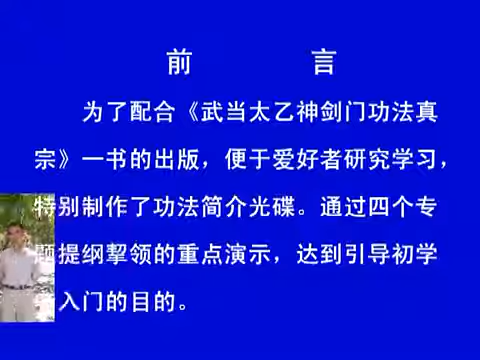 前 言
为了配合《武当太乙神剑门功法真
宗》一书的出版，便于爱好者研究学习，
特别制作了功法简介光碟。通过四个专
题提纲挈领的重点演示，达到引导初学
入门的目的。